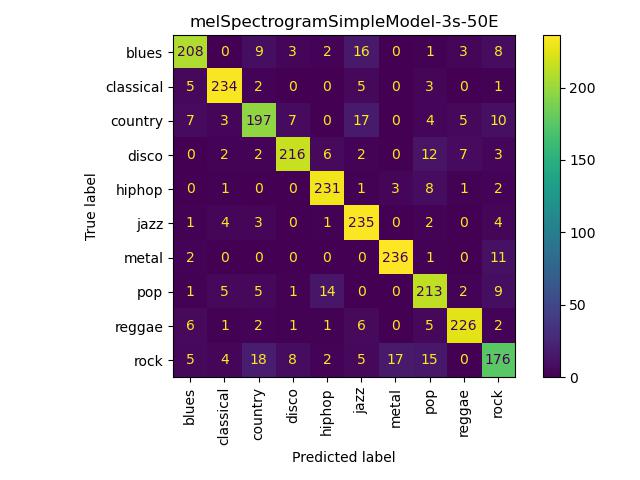 melSpectrogramSimpleModel-3s-50E
blues 208 0 9 3 2 16 0 1 3 8
classical 5 234 2 0 0 5 0 3 0 1
country 7 3 197 7 0 17 0 4 5 10
disco 0 2 2 216 6 2 0 12 7 3
hiphop 0 1 0 0 231 1 3 8 1 2
jazz 1 4 3 0 1 235 0 2 0 4
metal 2 0 0 0 0 0 236 1 0 11
pop 1 5 5 1 14 0 0 213 2 9
reggae 6 1 2 1 1 6 0 5 226 2
rock 5 4 18 8 2 5 17 15 0 176
True label
blues classical country disco hiphop jazz metal pop reggae rock
Predicted label
200
150
100
50
0